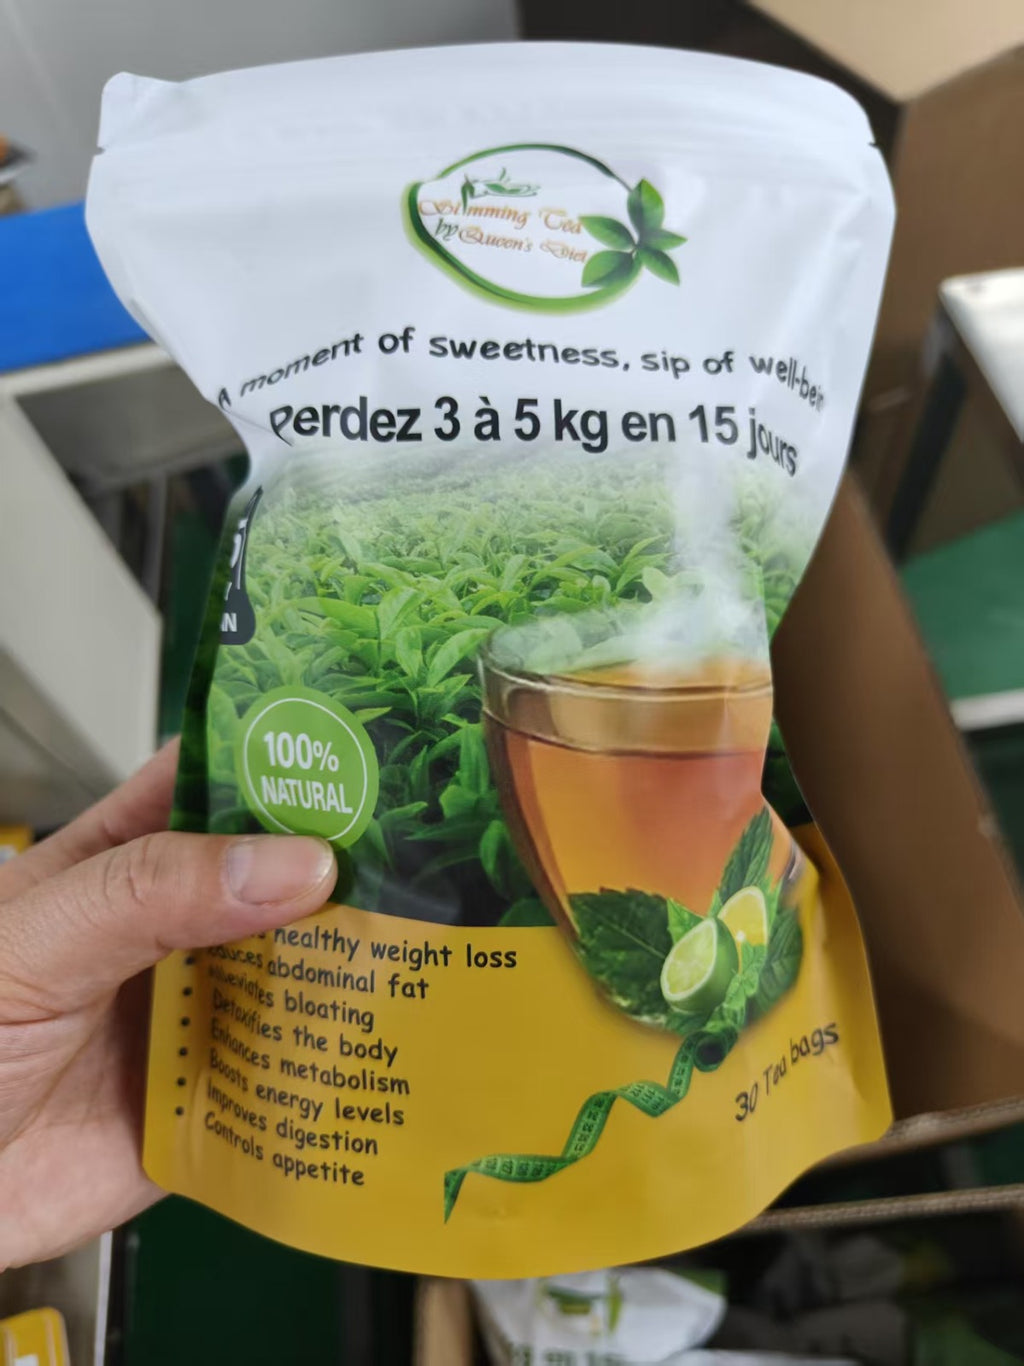 Slimming Tea
by Queen's Diet
A moment of sweetness, sip of well-bein
Perdez 3 à 5 kg en 15 jours
100%
NATURAL
healthy weight loss
abdominal fat
Alleviates bloating
Detoxifies the body
Enhances metabolism
Boosts energy levels
Improves digestion
Controls appetite
30 Tea bags